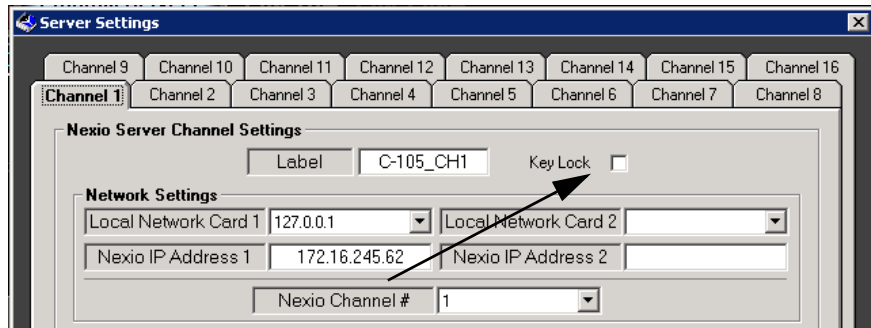 Server Settings
Channel 9 Channel 10 Channel 11 Channel 12 Channel 13 Channel 14 Channel 15 Channel 16
Channel 1 Channel 2 Channel 3 Channel 4 Channel 5 Channel 6 Channel 7 Channel 8
Nexio Server Channel Settings
Label C-105_CH1 Key Lock
Network Settings
Local Network Card 1 127.0.0.1 Local Network Card 2
Nexio IP Address 1 172.16.245.62 Nexio IP Address 2
Nexio Channel # 1